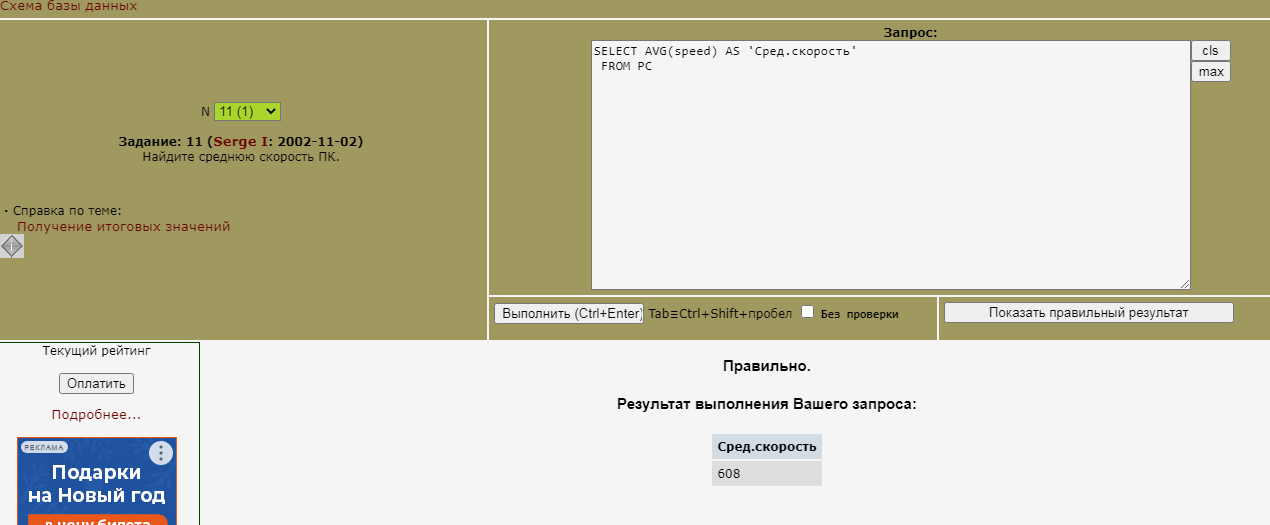 Схема базы данных
N 11 (1)
Задание: 11 (Serge I: 2002-11-02)
Найдите среднюю скорость ПК.
· Справка по теме:
Получение итоговых значений
Запрос:
SELECT AVG(speed) AS 'Сред.скорость'
FROM PC
cls
max
Выполнить (Ctrl+Enter) Tab≡Ctrl+Shift+пробел Без проверки
Показать правильный результат
Текущий рейтинг
Оплатить
Подробнее...
РЕКЛАМА
Подарки
на Новый год
в цену билета
Правильно.
Результат выполнения Вашего запроса:
Сред.скорость
608